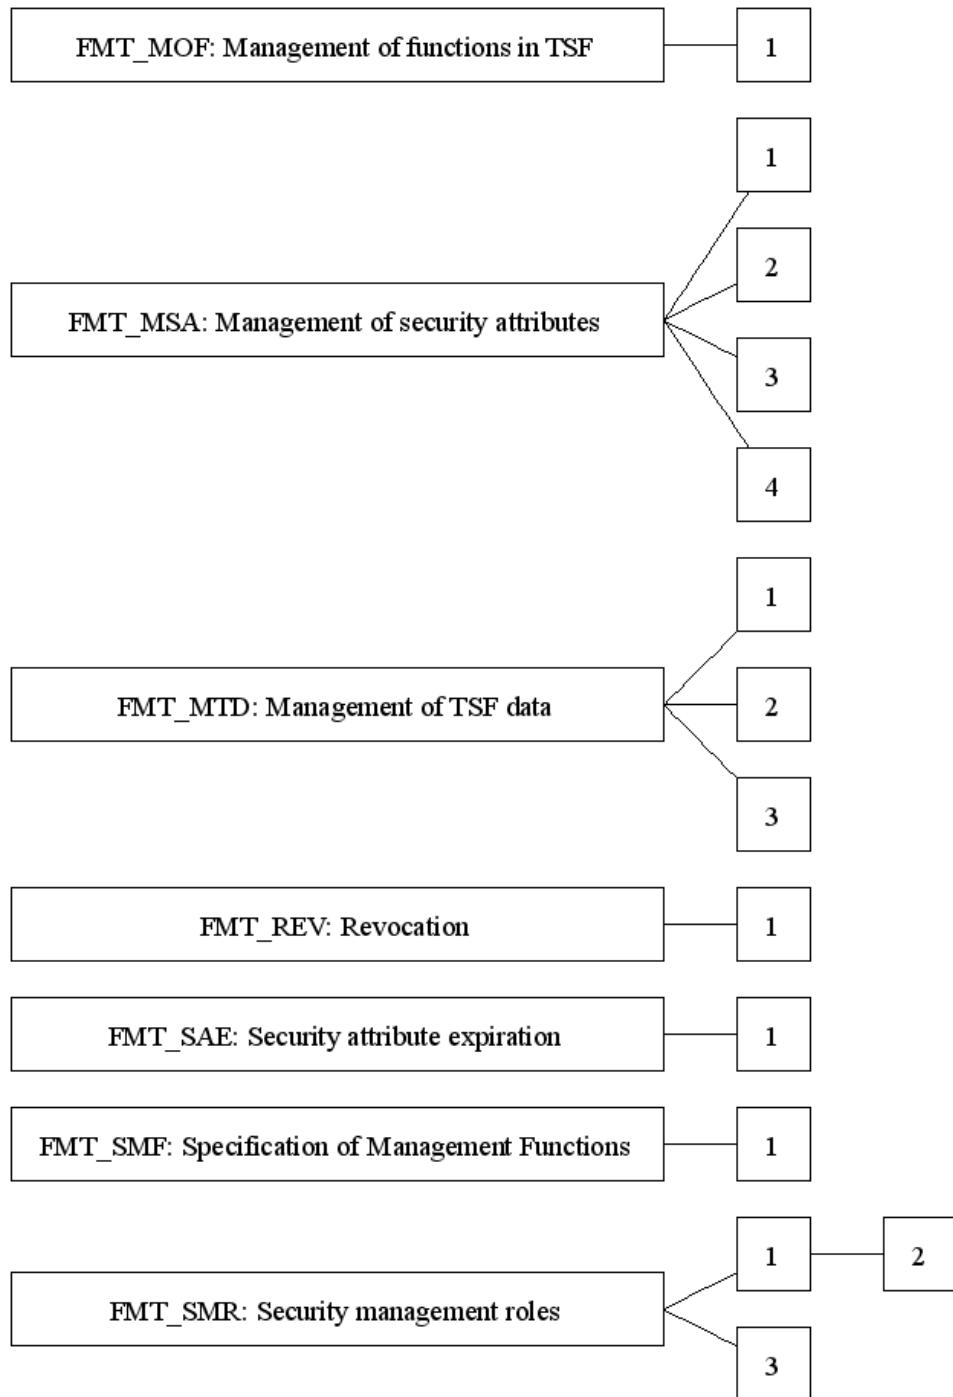 FMT_MOF: Management of functions in TSF
1
1
2
FMT_MSA: Management of security attributes
3
4
1
FMT_MTD: Management of TSF data
2
3
FMT_REV: Revocation
1
FMT_SAE: Security attribute expiration
1
FMT_SMF: Specification of Management Functions
1
1
2
FMT_SMR: Security management roles
3